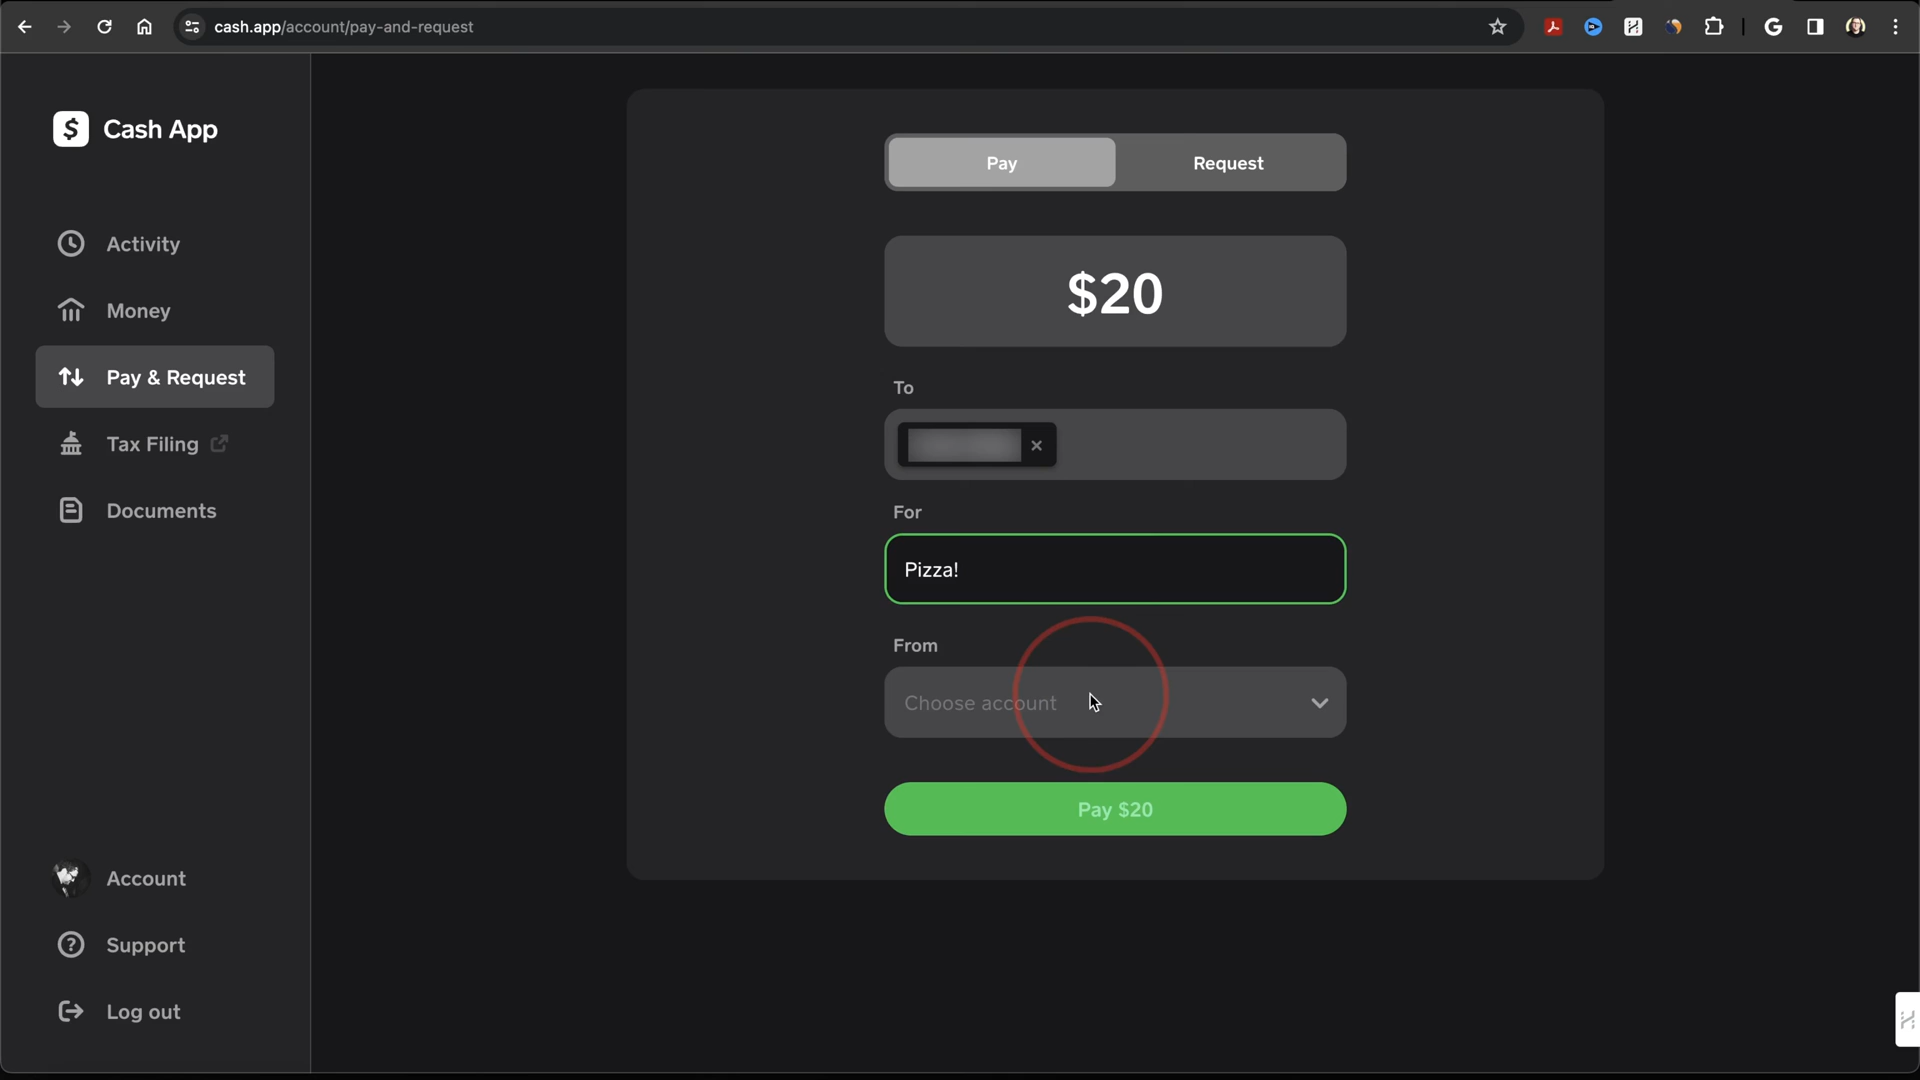 cash.app/account/pay-and-request
Cash App
Activity
Money
Pay & Request
Tax Filing
Documents
Account
Support
Log out
Pay
Request
$20
To
For
Pizza!
From
Choose account
Pay $20